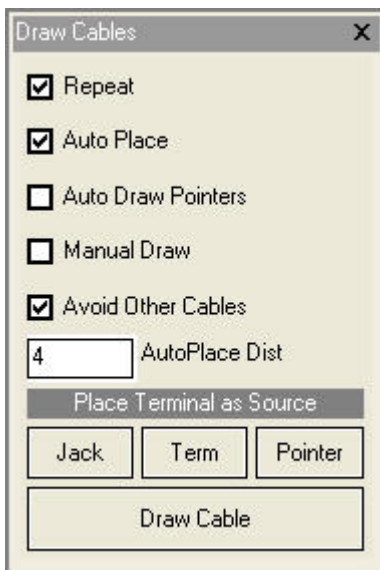 Draw Cables X
Repeat
Auto Place
Auto Draw Pointers
Manual Draw
Avoid Other Cables
4 AutoPlace Dist
Place Terminal as Source
Jack Term Pointer
Draw Cable